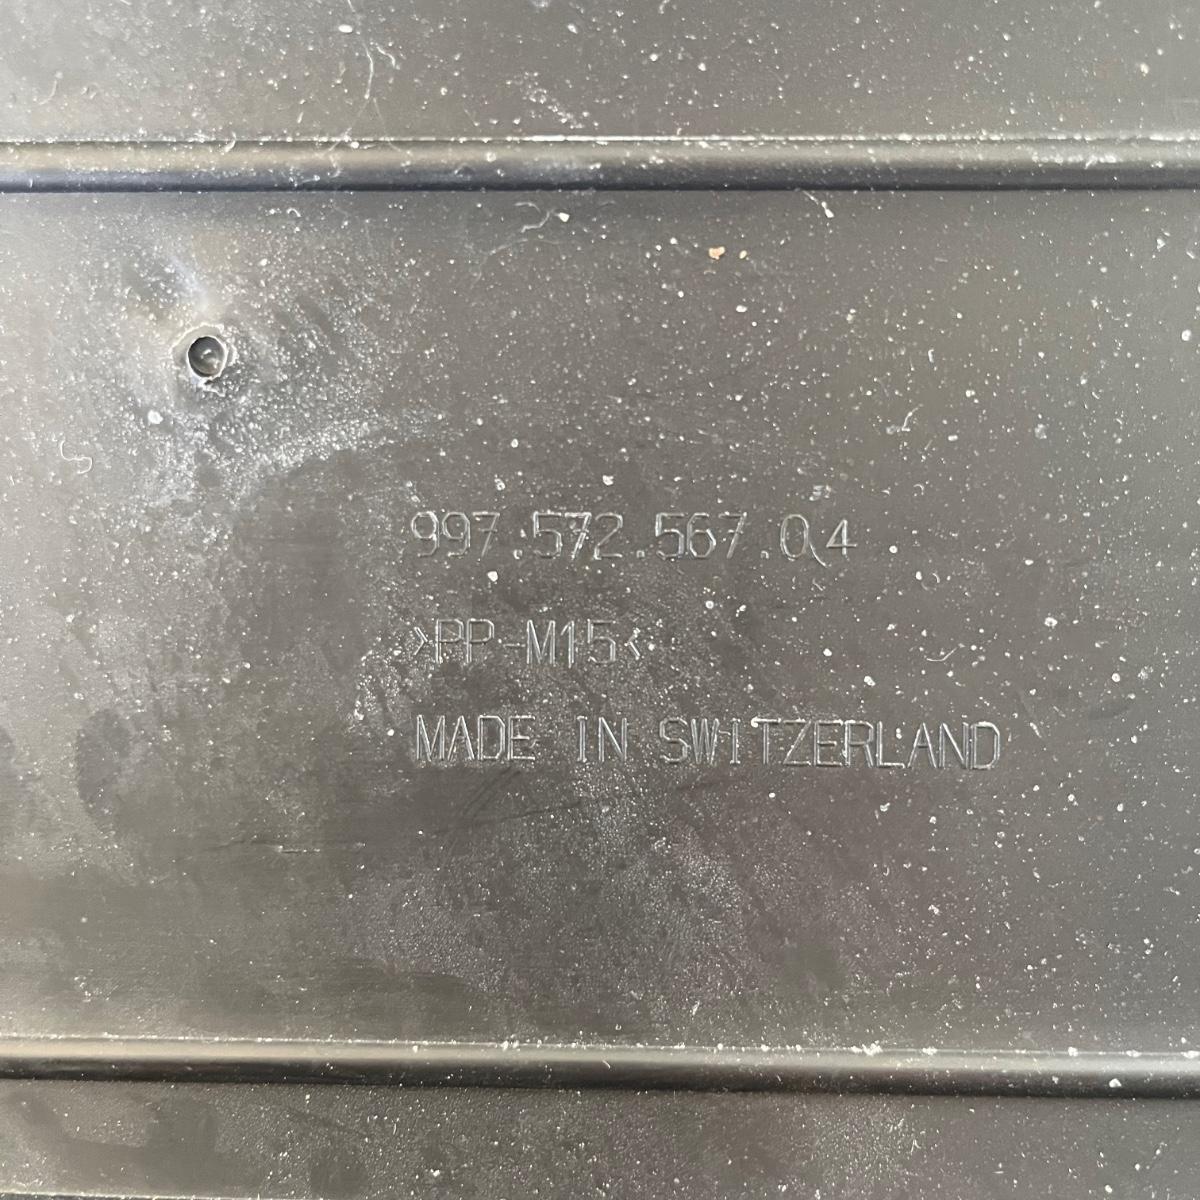 997.572.567.04
>PP-M15<
MADE IN SWITZERLAND